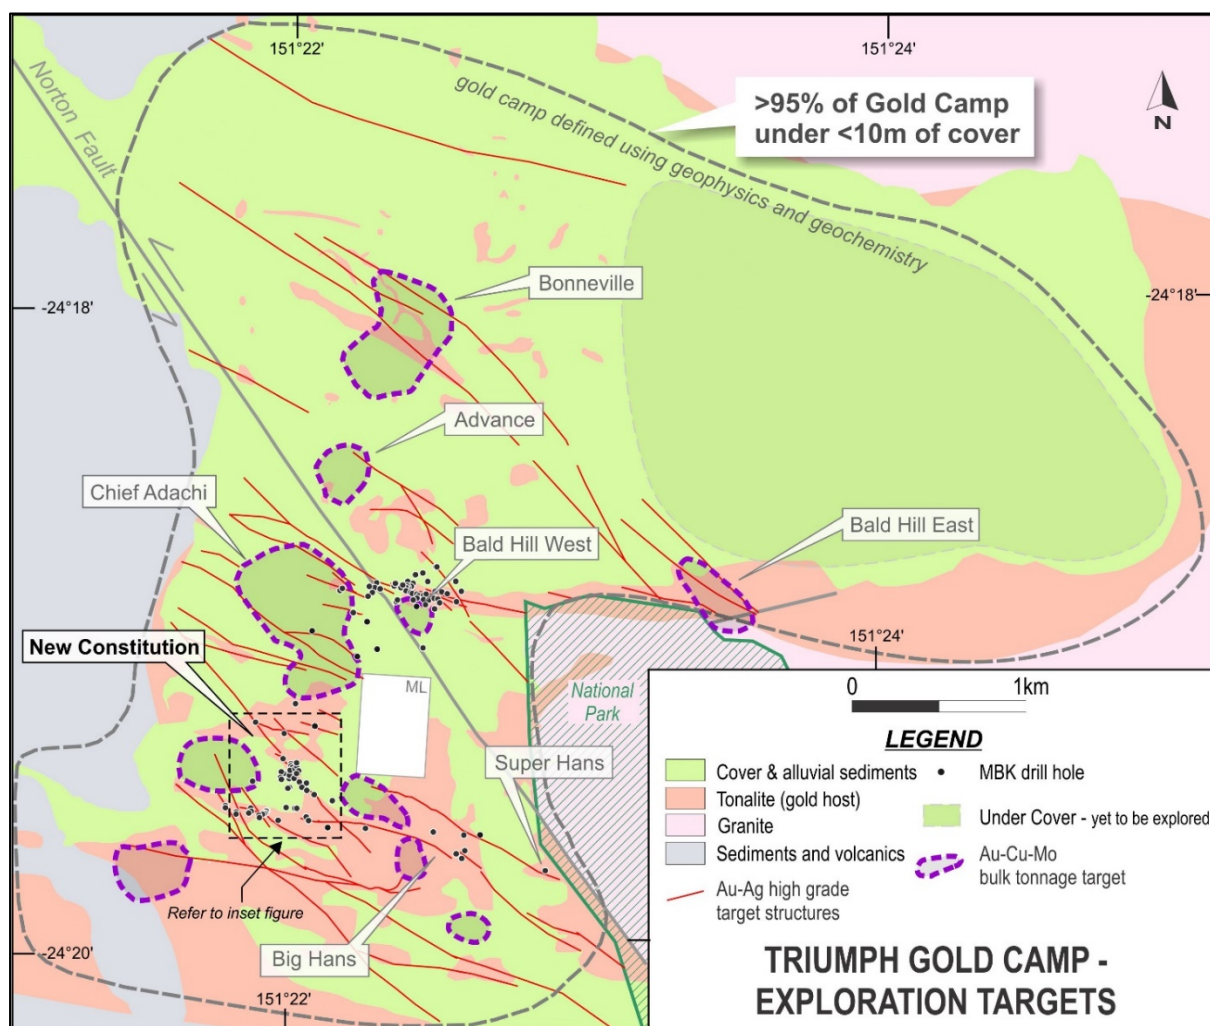 151°22'
151°24'
Norton Fault
gold camp defined using geophysics and geochemistry
>95% of Gold Camp
under <10m of cover
N
-24°18'
-24°18'
Bonneville
Advance
Chief Adachi
Bald Hill West
Bald Hill East
New Constitution
151°24'
ML
National
Park
Super Hans
Refer to inset figure
Big Hans
-24°20'
151°22'
0
1km
LEGEND
Cover & alluvial sediments
MBK drill hole
Tonalite (gold host)
Under Cover - yet to be explored
Granite
Sediments and volcanics
Au-Cu-Mo
bulk tonnage target
Au-Ag high grade
target structures
TRIUMPH GOLD CAMP -
EXPLORATION TARGETS